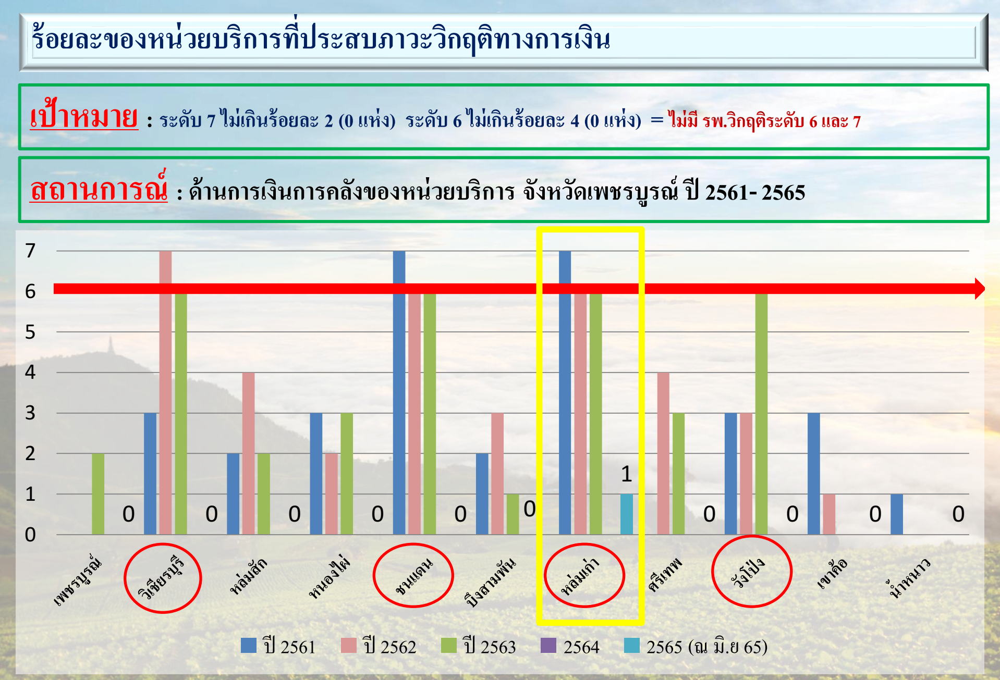 ร้อยละของหน่วยบริการที่ประสบภาวะวิกฤติทางการเงิน
เป้าหมาย : ระดับ 7 ไม่เกินร้อยละ 2 (0 แห่ง) ระดับ 6 ไม่เกินร้อยละ 4 (0 แห่ง) = ไม่มี รพ.วิกฤติระดับ 6 และ 7
สถานการณ์ : ด้านการเงินการคลังของหน่วยบริการ จังหวัดเพชรบูรณ์ ปี 2561- 2565
7
6
5
4
3
2
1
0
0 0 0 0 0 0 1 0 0 0 0
เพชรบูรณ์ วิเชียรบุรี หล่มสัก หนองไผ่ ชนแดน บึงสามพัน หล่มเก่า ศรีเทพ วังโป่ง เขาค้อ น้ำหนาว
ปี 2561 ปี 2562 ปี 2563 2564 2565 (ณ มิ.ย 65)